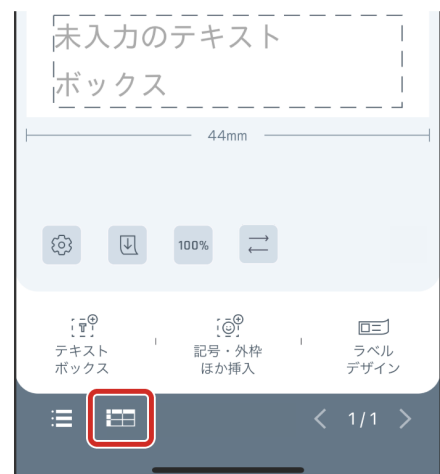 未入力のテキスト
ボックス
44mm
100%
テキスト
ボックス
記号・外枠
ほか挿入
ラベル
デザイン
1/1